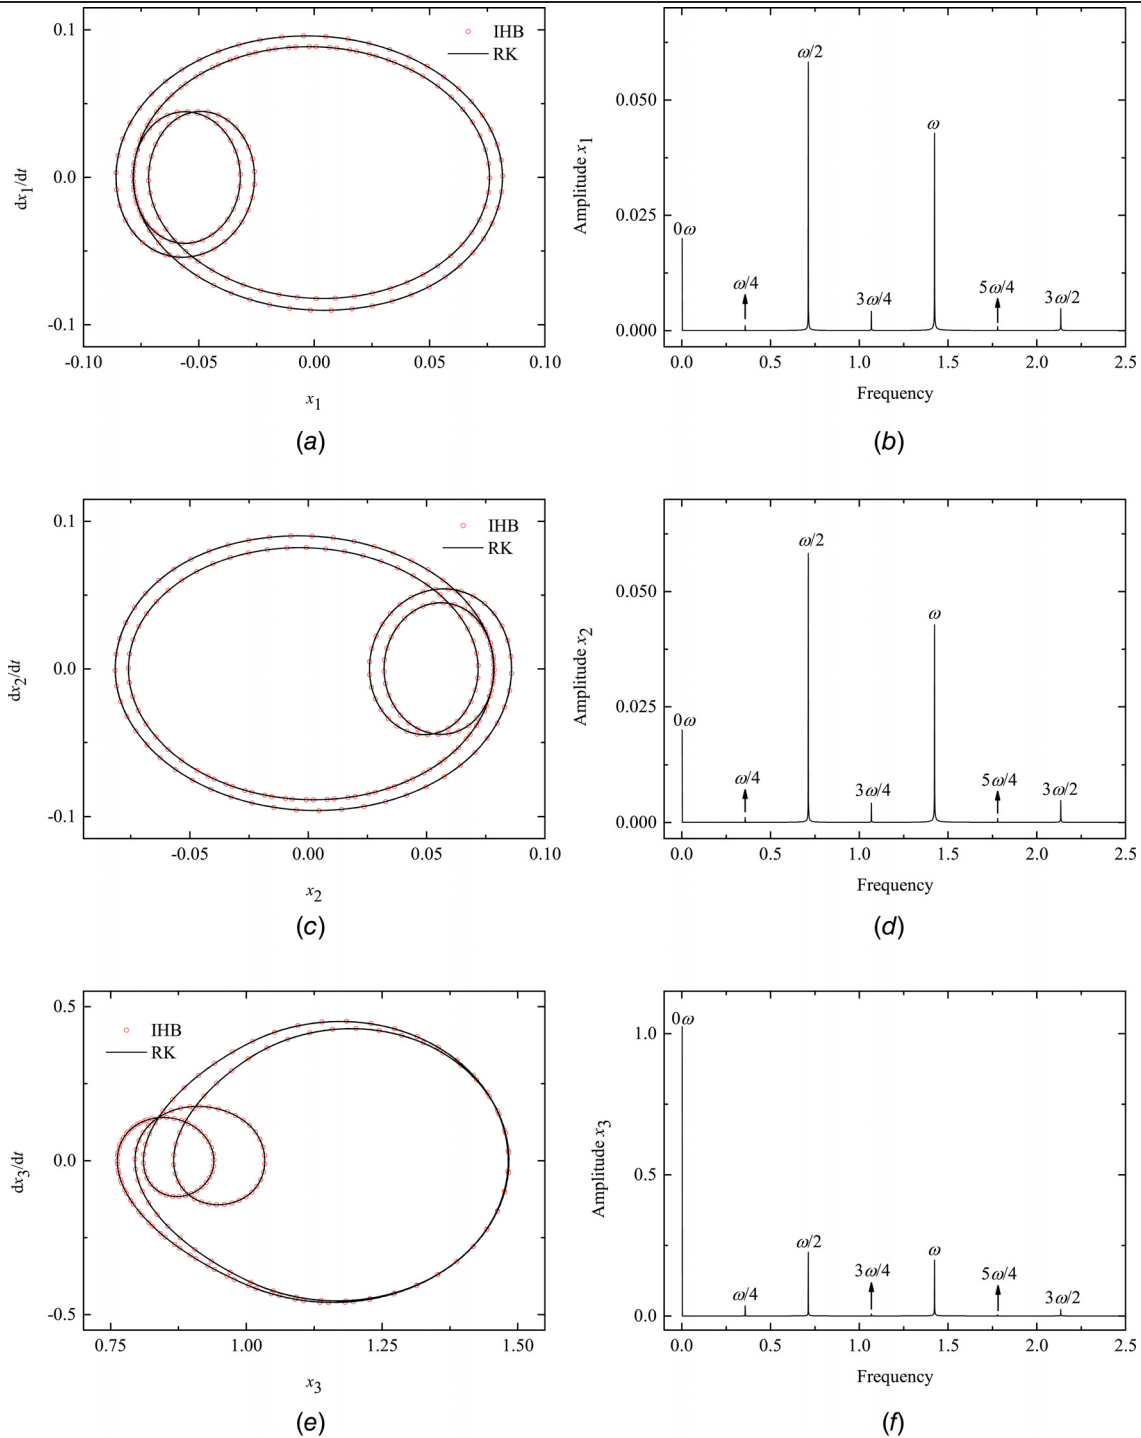 0.1
0.0
-0.1
dx1/dt
IHB
RK
-0.10
-0.05
0.00
0.05
0.10
x1
(a)
0.050
0.025
0.000
Amplitude x1
0ω
ω/4
ω/2
3ω/4
ω
5ω/4
3ω/2
0.0
0.5
1.0
1.5
2.0
2.5
Frequency
(b)
0.1
0.0
-0.1
dx2/dt
IHB
RK
-0.05
0.00
0.05
0.10
x2
(c)
0.050
0.025
0.000
Amplitude x2
0ω
ω/4
ω/2
3ω/4
ω
5ω/4
3ω/2
0.0
0.5
1.0
1.5
2.0
2.5
Frequency
(d)
0.5
0.0
-0.5
dx3/dt
IHB
RK
0.75
1.00
1.25
1.50
x3
(e)
1.0
0.5
0.0
Amplitude x3
0ω
ω/4
ω/2
3ω/4
ω
5ω/4
3ω/2
0.0
0.5
1.0
1.5
2.0
2.5
Frequency
(f)